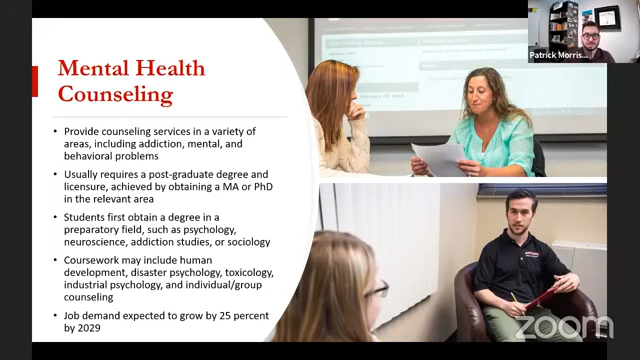 Mental Health
Counseling
• Provide counseling services in a variety of
areas, including addiction, mental, and
behavioral problems
• Usually requires a post-graduate degree and
licensure, achieved by obtaining a MA or PhD
in the relevant area
• Students first obtain a degree in a
preparatory field, such as psychology,
neuroscience, addiction studies, or sociology
• Coursework may include human
development, disaster psychology, toxicology,
industrial psychology, and individual/group
counseling
• Job demand expected to grow by 25 percent
by 2029
Patrick Morris...
zoom